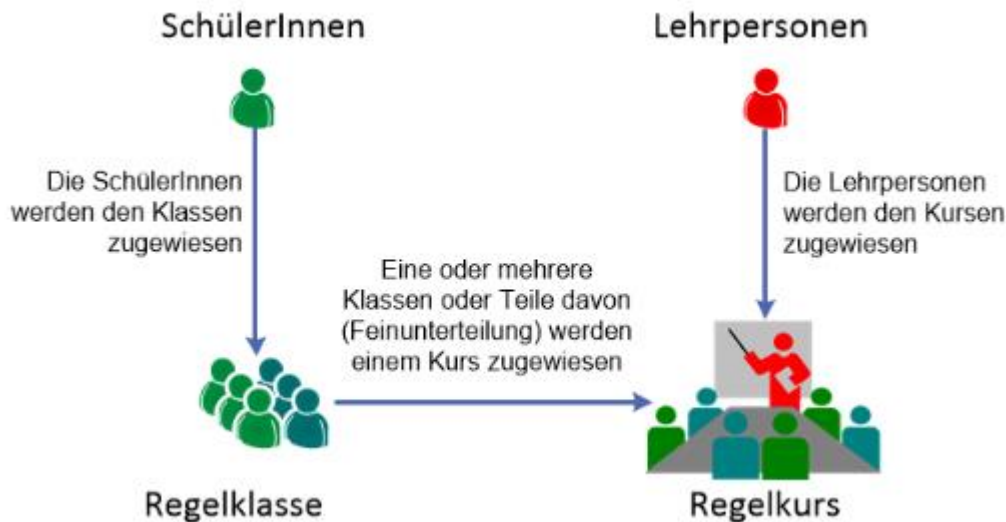 SchülerInnen
Lehrpersonen
Die SchülerInnen
werden den Klassen
zugewiesen
Die Lehrpersonen
werden den Kursen
zugewiesen
Eine oder mehrere
Klassen oder Teile davon
(Feinunterteilung) werden
einem Kurs zugewiesen
Regelklasse
Regelkurs